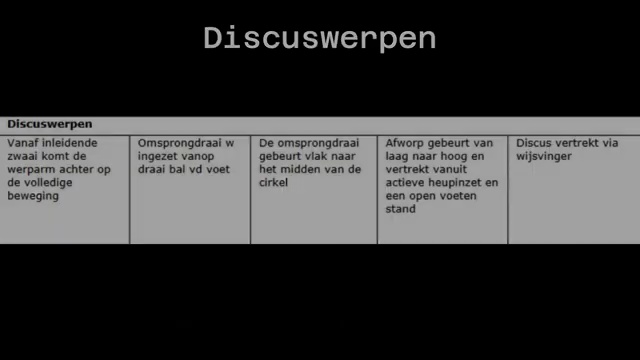 Discuswerpen
Discuswerpen
Vanaf inleidende
zwaai komt de
werparm achter op
de volledige
beweging
Omsprongdraai w
ingezet vanop
draai bal vd voet
De omsprongdraai
gebeurt vlak naar
het midden van de
cirkel
Afworp gebeurt van
laag naar hoog en
vertrekt vanuit
actieve heupinzet en
een open voeten
stand
Discus vertrekt via
wijsvinger